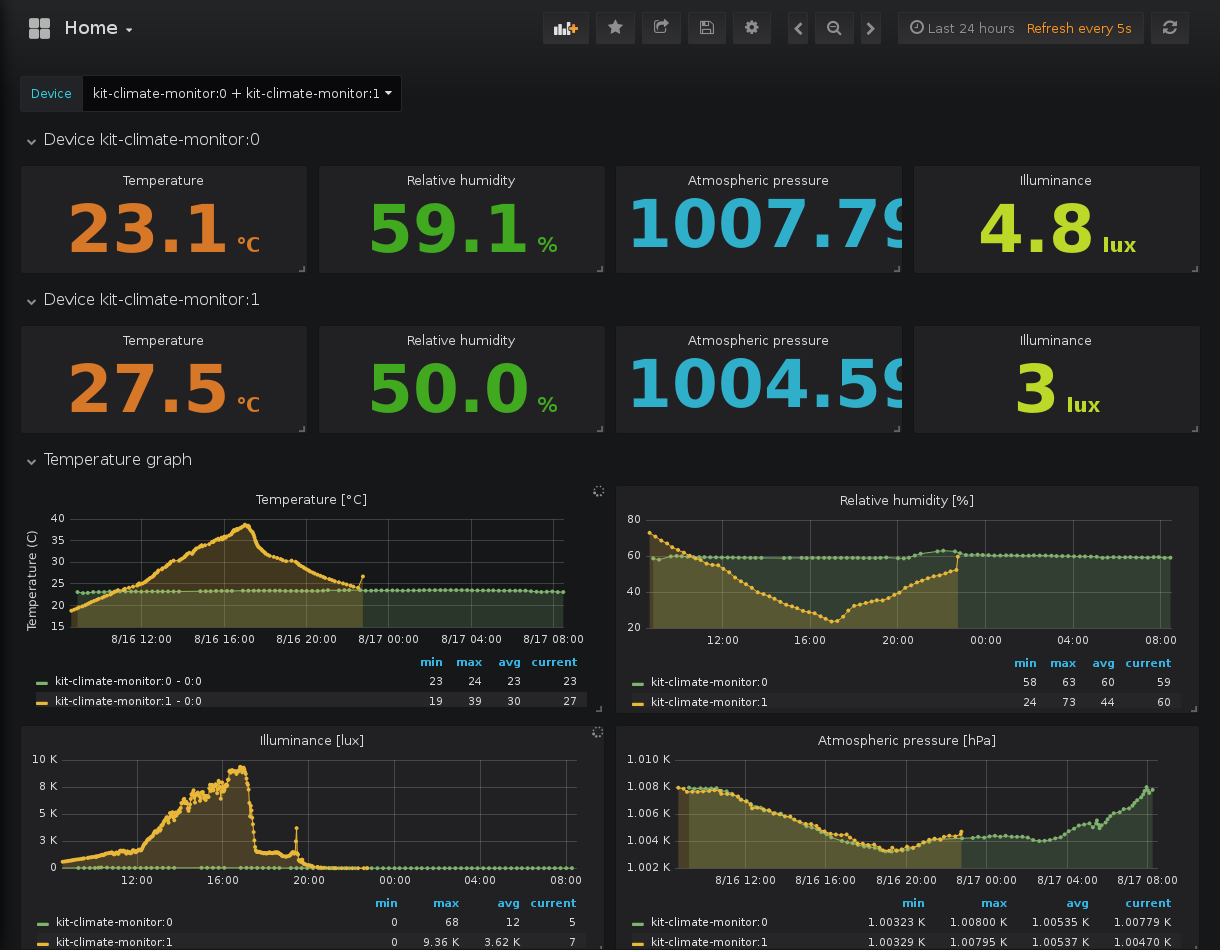 Home
Last 24 hours Refresh every 5s
Device kit-climate-monitor:0 + kit-climate-monitor:1
Device kit-climate-monitor:0
Temperature Relative humidity Atmospheric pressure Illuminance
23.1 °C 59.1 % 1007.79 4.8 lux
Device kit-climate-monitor:1
Temperature Relative humidity Atmospheric pressure Illuminance
27.5 °C 50.0 % 1004.59 3 lux
Temperature graph
Temperature [°C]
Temperature (C)
40
35
30
25
20
15
8/16 12:00 8/16 16:00 8/16 20:00 8/17 00:00 8/17 04:00 8/17 08:00
min max avg current
kit-climate-monitor:0 - 0:0 23 24 23 23
kit-climate-monitor:1 - 0:0 19 39 30 27
Relative humidity [%]
80
60
40
20
12:00 16:00 20:00 00:00 04:00 08:00
min max avg current
kit-climate-monitor:0 58 63 60 59
kit-climate-monitor:1 24 73 44 60
Illuminance [lux]
10 K
8 K
5 K
3 K
0
12:00 16:00 20:00 00:00 04:00 08:00
min max avg current
kit-climate-monitor:0 0 68 12 5
kit-climate-monitor:1 0 9.36 K 3.62 K 7
Atmospheric pressure [hPa]
1.010 K
1.008 K
1.006 K
1.004 K
1.002 K
8/16 12:00 8/16 16:00 8/16 20:00 8/17 00:00 8/17 04:00 8/17 08:00
min max avg current
kit-climate-monitor:0 1.00323 K 1.00800 K 1.00535 K 1.00779 K
kit-climate-monitor:1 1.00329 K 1.00795 K 1.00537 K 1.00470 K